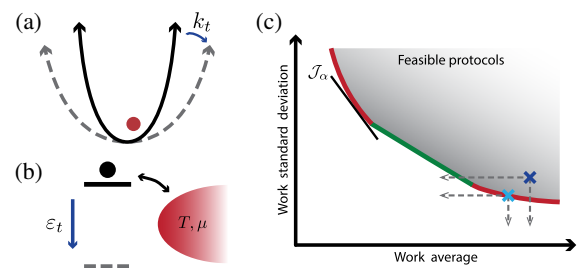 (a)
k_t
(b)
ε_t
T, μ
(c)
Work standard deviation
𝒥_α
Feasible protocols
Work average